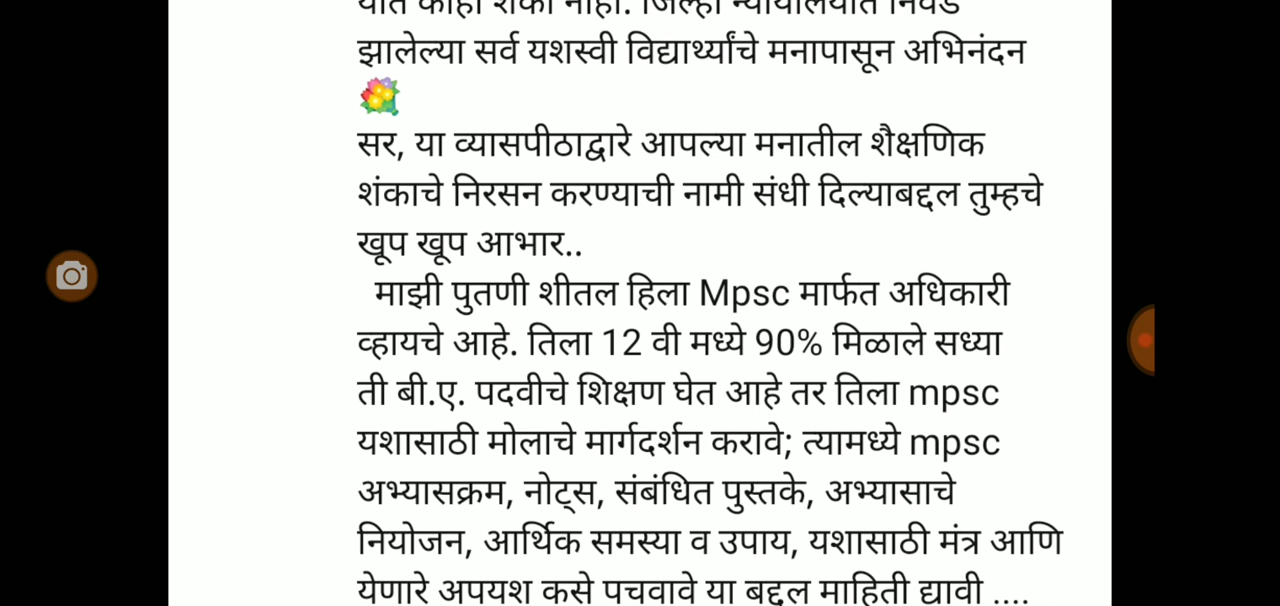 यात काही शंका नाही. जिल्हा न्यायालयात निवड
झालेल्या सर्व यशस्वी विद्यार्थ्यांचे मनापासून अभिनंदन
💐
सर, या व्यासपीठाद्वारे आपल्या मनातील शैक्षणिक
शंकाचे निरसन करण्याची नामी संधी दिल्याबद्दल तुम्हचे
खूप खूप आभार..
माझी पुतणी शीतल हिला Mpsc मार्फत अधिकारी
व्हायचे आहे. तिला 12 वी मध्ये 90% मिळाले सध्या
ती बी.ए. पदवीचे शिक्षण घेत आहे तर तिला mpsc
यशासाठी मोलाचे मार्गदर्शन करावे; त्यामध्ये mpsc
अभ्यासक्रम, नोट्स, संबंधित पुस्तके, अभ्यासाचे
नियोजन, आर्थिक समस्या व उपाय, यशासाठी मंत्र आणि
येणारे अपयश कसे पचवावे या बद्दल माहिती द्यावी ....